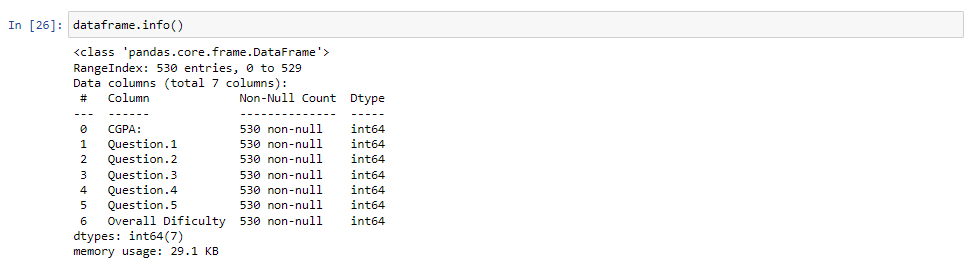 In [26]: dataframe.info()
<class 'pandas.core.frame.DataFrame'>
RangeIndex: 530 entries, 0 to 529
Data columns (total 7 columns):
 #   Column             Non-Null Count  Dtype
---  ------             --------------  -----
 0   CGPA:              530 non-null    int64
 1   Question.1         530 non-null    int64
 2   Question.2         530 non-null    int64
 3   Question.3         530 non-null    int64
 4   Question.4         530 non-null    int64
 5   Question.5         530 non-null    int64
 6   Overall Dificulty  530 non-null    int64
dtypes: int64(7)
memory usage: 29.1 KB